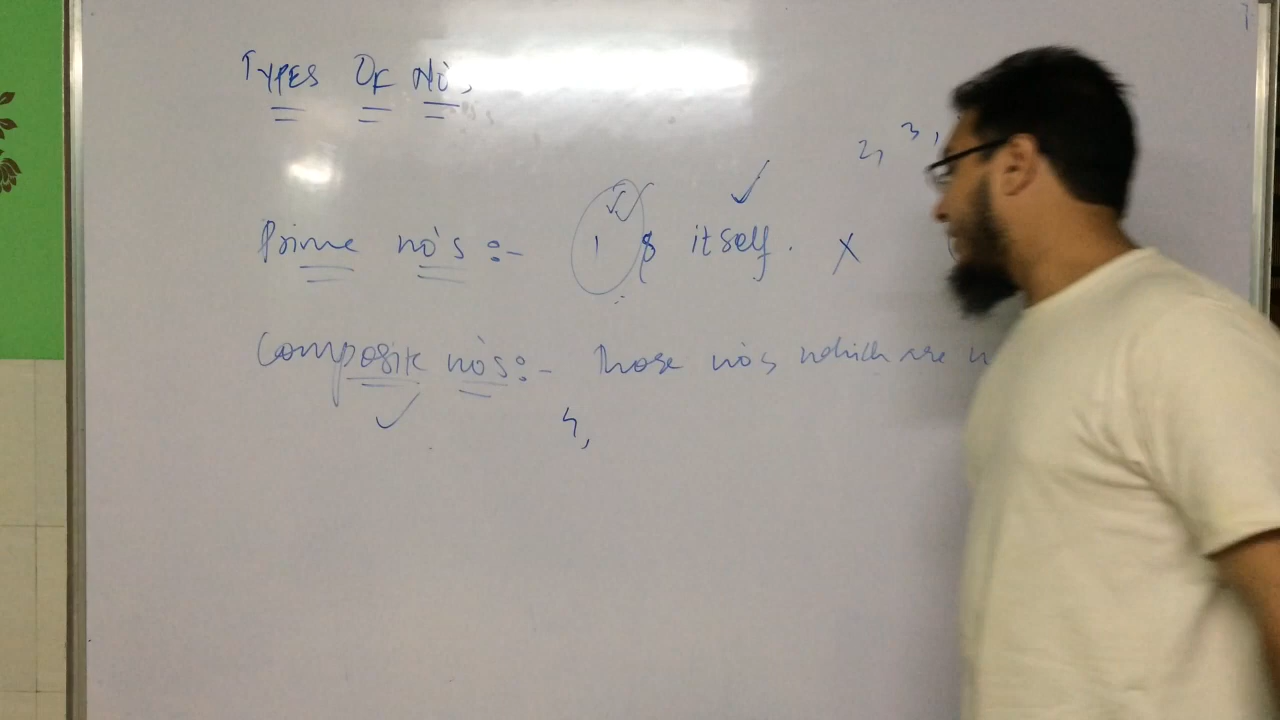 TYPES OF NO's
2, 3,
Prime no's :- 1 & itself. X
Composite no's :- Those no's which are n
4,